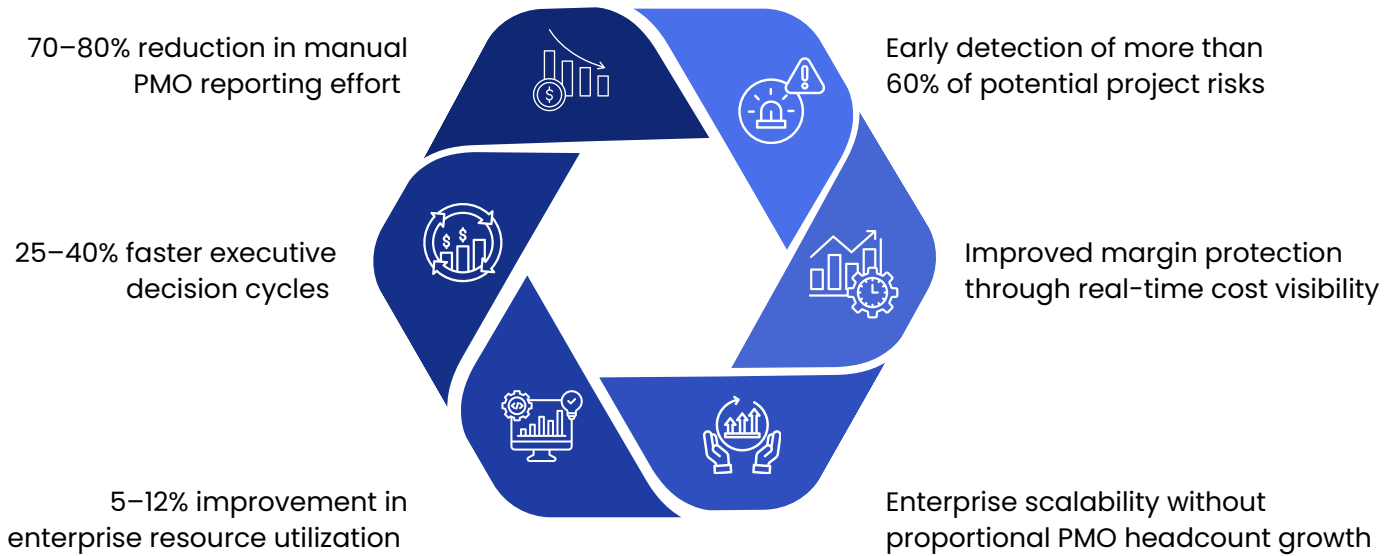 70–80% reduction in manual
PMO reporting effort
Early detection of more than
60% of potential project risks
25–40% faster executive
decision cycles
Improved margin protection
through real-time cost visibility
5–12% improvement in
enterprise resource utilization
Enterprise scalability without
proportional PMO headcount growth